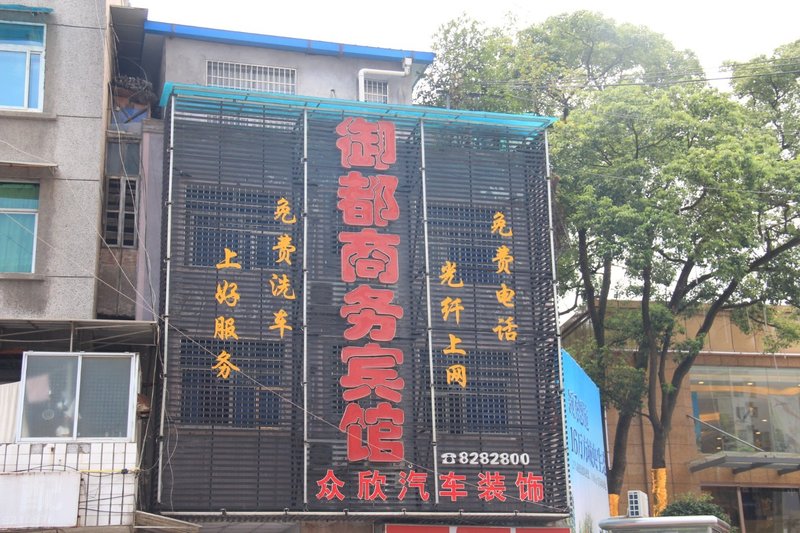 御都商务宾馆
免费洗车
上好服务
免费电话
光纤上网
☎8282800
众欣汽车装饰